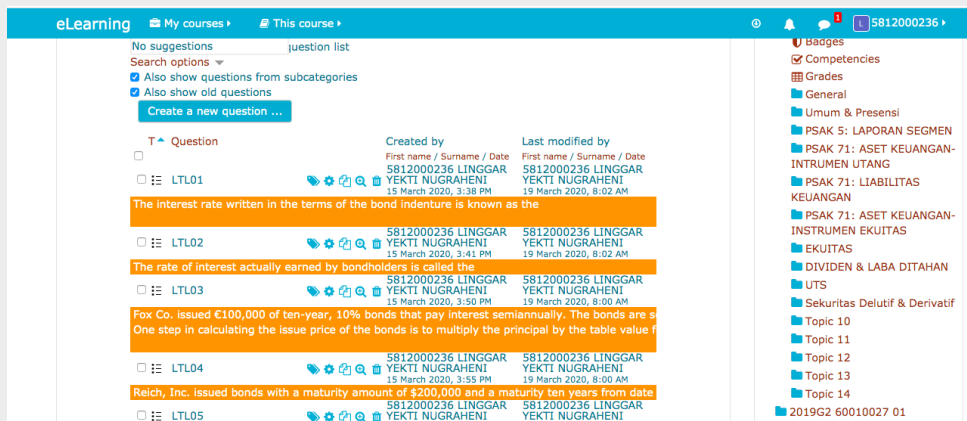 eLearning My courses This course 1 L 5812000236
No suggestions question list
Search options
Also show questions from subcategories
Also show old questions
Create a new question ...
T Question Created by Last modified by
First name / Surname / Date First name / Surname / Date
LTL01 5812000236 LINGGAR YEKTI NUGRAHENI 15 March 2020, 3:38 PM 5812000236 LINGGAR YEKTI NUGRAHENI 19 March 2020, 8:02 AM
The interest rate written in the terms of the bond indenture is known as the
LTL02 5812000236 LINGGAR YEKTI NUGRAHENI 15 March 2020, 3:41 PM 5812000236 LINGGAR YEKTI NUGRAHENI 19 March 2020, 8:02 AM
The rate of interest actually earned by bondholders is called the
LTL03 5812000236 LINGGAR YEKTI NUGRAHENI 15 March 2020, 3:50 PM 5812000236 LINGGAR YEKTI NUGRAHENI 19 March 2020, 8:00 AM
Fox Co. issued €100,000 of ten-year, 10% bonds that pay interest semiannually. The bonds are
One step in calculating the issue price of the bonds is to multiply the principal by the table value
LTL04 5812000236 LINGGAR YEKTI NUGRAHENI 15 March 2020, 3:55 PM 5812000236 LINGGAR YEKTI NUGRAHENI 19 March 2020, 8:00 AM
Reich, Inc. issued bonds with a maturity amount of $200,000 and a maturity ten years from date
LTL05 5812000236 LINGGAR YEKTI NUGRAHENI 5812000236 LINGGAR YEKTI NUGRAHENI
Badges
Competencies
Grades
General
Umum & Presensi
PSAK 5: LAPORAN SEGMEN
PSAK 71: ASET KEUANGAN-
INTRUMEN UTANG
PSAK 71: LIABILITAS
KEUANGAN
PSAK 71: ASET KEUANGAN-
INSTRUMEN EKUITAS
EKUITAS
DIVIDEN & LABA DITAHAN
UTS
Sekuritas Delutif & Derivatif
Topic 10
Topic 11
Topic 12
Topic 13
Topic 14
2019G2 60010027 01